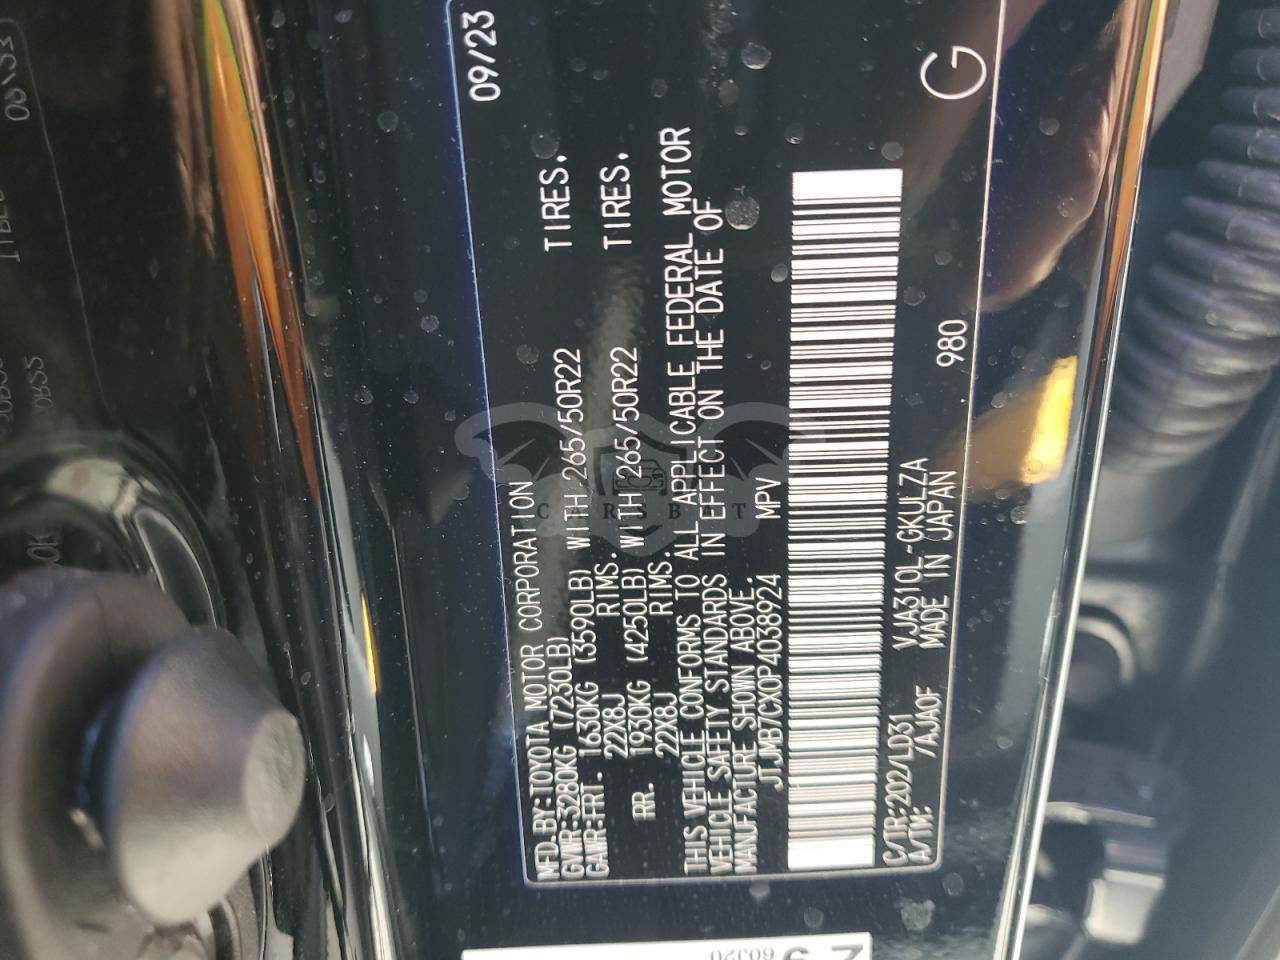 09/23
MFD.BY:TOYOTA MOTOR CORPORATION
GVWR:3280KG (7230LB)
GAWR:FRT. 1630KG (3590LB) WITH 265/50R22 TIRES.
22X8J RIMS.
RR. 1930KG (4250LB) WITH 265/50R22 TIRES.
22X8J RIMS.
THIS VEHICLE CONFORMS TO ALL APPLICABLE FEDERAL MOTOR
VEHICLE SAFETY STANDARDS IN EFFECT ON THE DATE OF
MANUFACTURE SHOWN ABOVE.
JTJMB7CX0P4038924 MPV
C/TR:202/LD31 VJA310L-GKULZA
A/TM: /AJA0F MADE IN JAPAN 980
G
CARSBAT